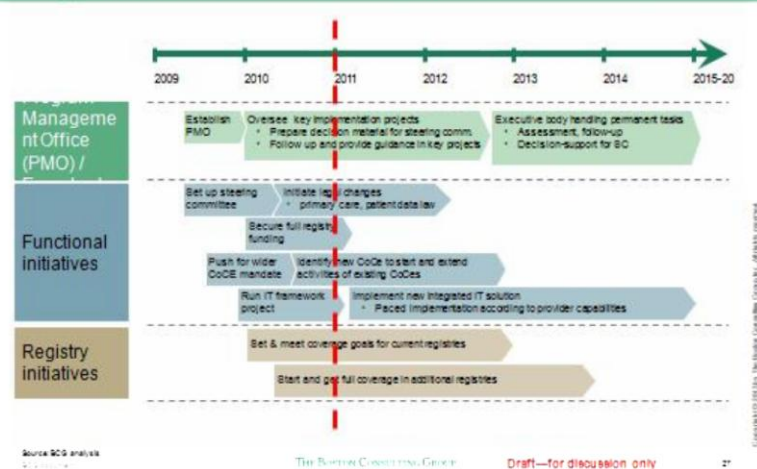 2009 2010 2011 2012 2013 2014 2015-20
Program
Manageme
nt Office
(PMO) /
Establish
PMO
Oversee key implementation projects
• Prepare decision material for steering comm.
• Follow up and provide guidance in key projects
Executive body handling permanent tasks
• Assessment, follow-up
• Decision-support for SC
Functional
initiatives
Set up steering
committee
Initiate legal changes
• primary care, patient data law
Secure full registry
funding
Push for wider
CoCE mandate
Identify new CoCe to start and extend
activities of existing CoCes
Run IT framework
project
Implement new integrated IT solution
• Paced implementation according to provider capabilities
Registry
initiatives
Set & meet coverage goals for current registries
Start and get full coverage in additional registries
Source BCG analysis
THE BOSTON CONSULTING GROUP
Draft—for discussion only